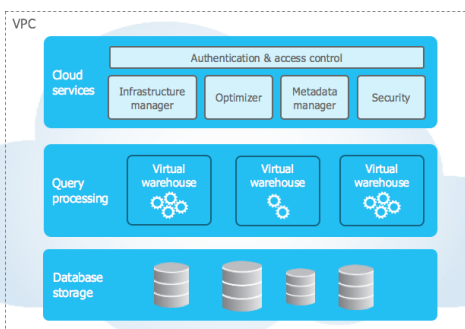 VPC
Cloud
services
Authentication & access control
Infrastructure
manager
Optimizer
Metadata
manager
Security
Query
processing
Virtual
warehouse
Virtual
warehouse
Virtual
warehouse
Database
storage